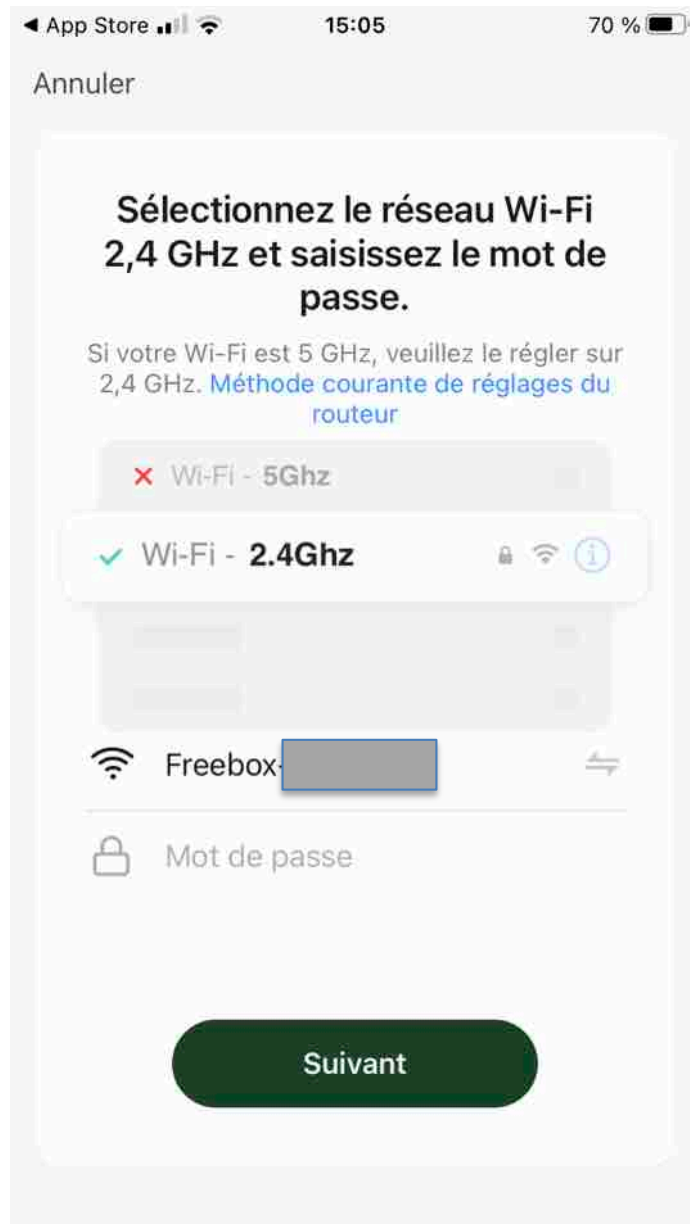 App Store 15:05 70 %
Annuler
Sélectionnez le réseau Wi-Fi
2,4 GHz et saisissez le mot de
passe.
Si votre Wi-Fi est 5 GHz, veuillez le régler sur
2,4 GHz. Méthode courante de réglages du
routeur
Wi-Fi - 5Ghz
Wi-Fi - 2.4Ghz
Freebox-
Mot de passe
Suivant